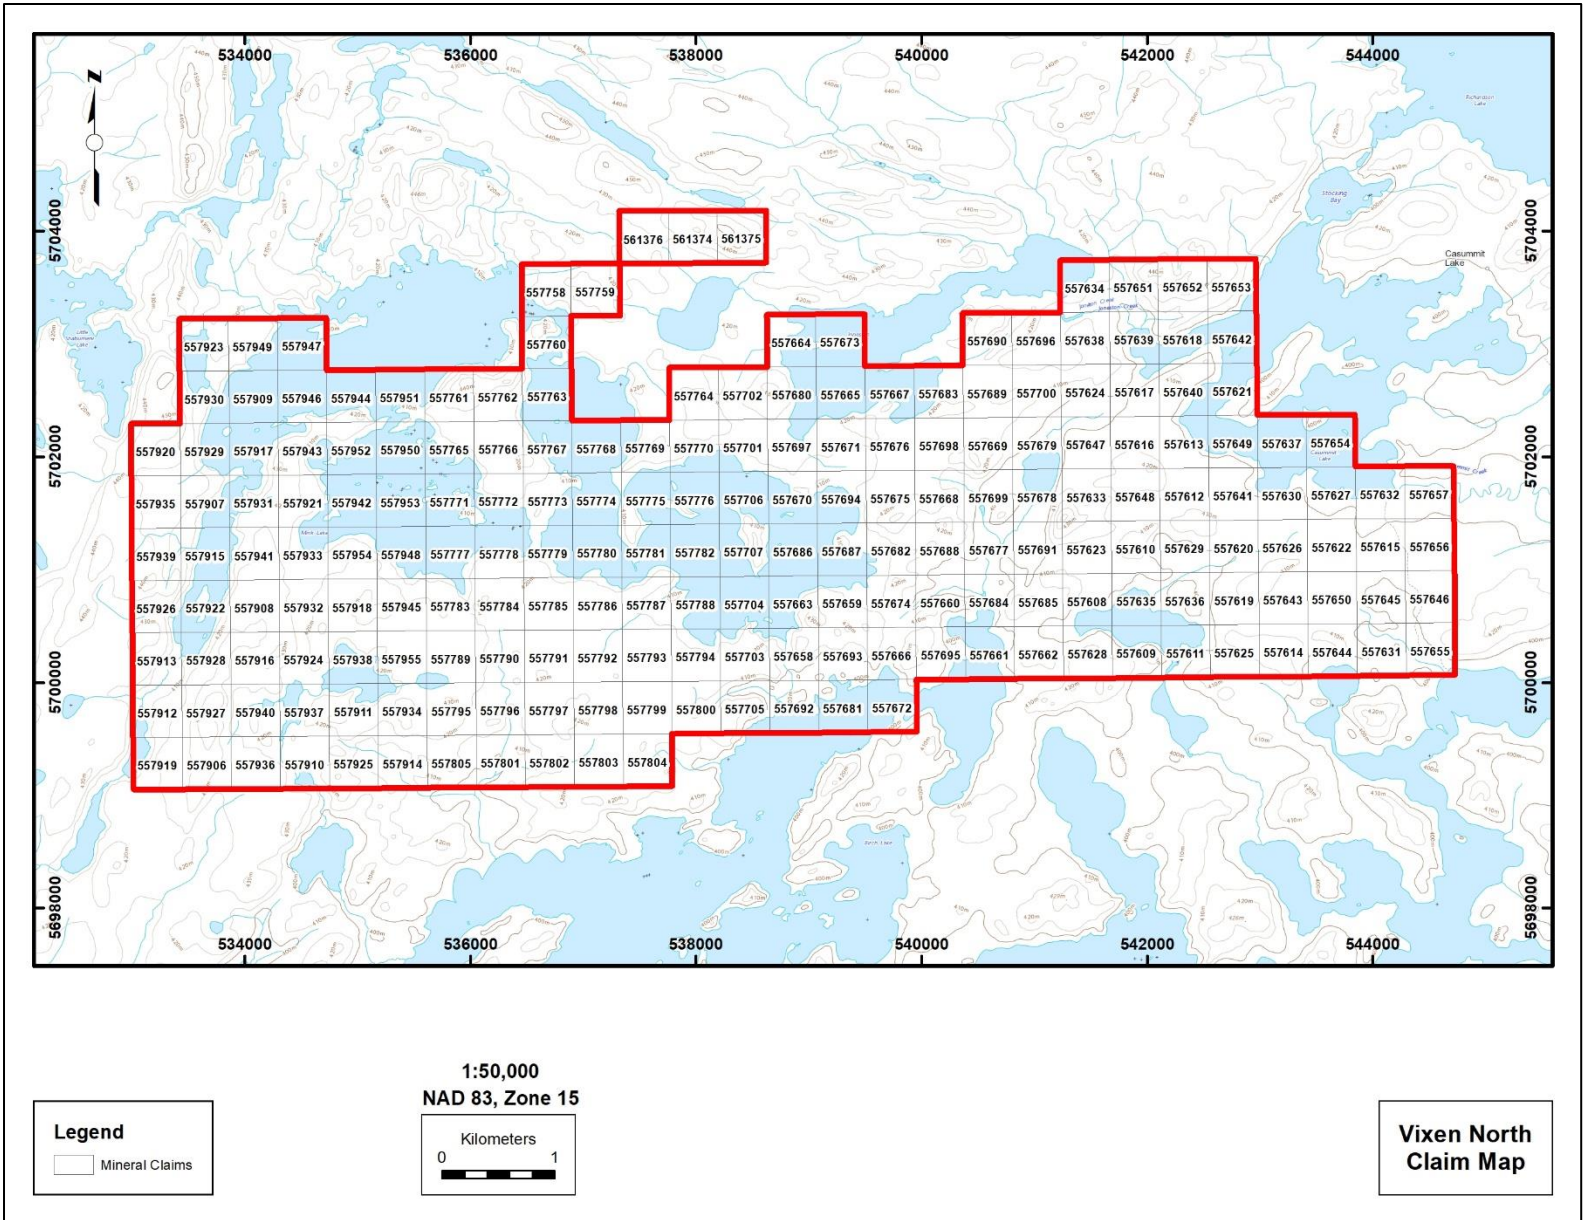 534000 536000 538000 540000 542000 544000
N
Richardson Lake
Stocking Bay
5704000 561376 561374 561375 5704000
Casummit
Lake
557758 557759 557634 557651 557652 557653
557923 557949 557947 557760 557664 557673 557690 557696 557638 557639 557618 557642
557930 557909 557946 557944 557951 557761 557762 557763 557764 557702 557680 557665 557667 557683 557689 557700 557624 557617 557640 557621
557920 557929 557917 557943 557952 557950 557765 557766 557767 557768 557769 557770 557701 557697 557671 557676 557698 557669 557679 557647 557616 557613 557649 557637 557654
Casummit Lake
5702000 5702000
557935 557907 557931 557921 557942 557953 557771 557772 557773 557774 557775 557776 557706 557670 557694 557675 557668 557699 557678 557633 557648 557612 557641 557630 557627 557632 557657
557939 557915 557941 557933 557954 557948 557777 557778 557779 557780 557781 557782 557707 557686 557687 557682 557688 557677 557691 557623 557610 557629 557620 557626 557622 557615 557656
557926 557922 557908 557932 557918 557945 557783 557784 557785 557786 557787 557788 557704 557663 557659 557674 557660 557684 557685 557608 557635 557636 557619 557643 557650 557645 557646
557913 557928 557916 557924 557938 557955 557789 557790 557791 557792 557793 557794 557703 557658 557693 557666 557695 557661 557662 557628 557609 557611 557625 557614 557644 557631 557655
5700000 5700000
557912 557927 557940 557937 557911 557934 557795 557796 557797 557798 557799 557800 557705 557692 557681 557672
557919 557906 557936 557910 557925 557914 557805 557801 557802 557803 557804
Birch Lake
5698000 5698000
534000 536000 538000 540000 542000 544000
1:50,000
NAD 83, Zone 15
Kilometers
0 1
Legend
Mineral Claims
Vixen North
Claim Map